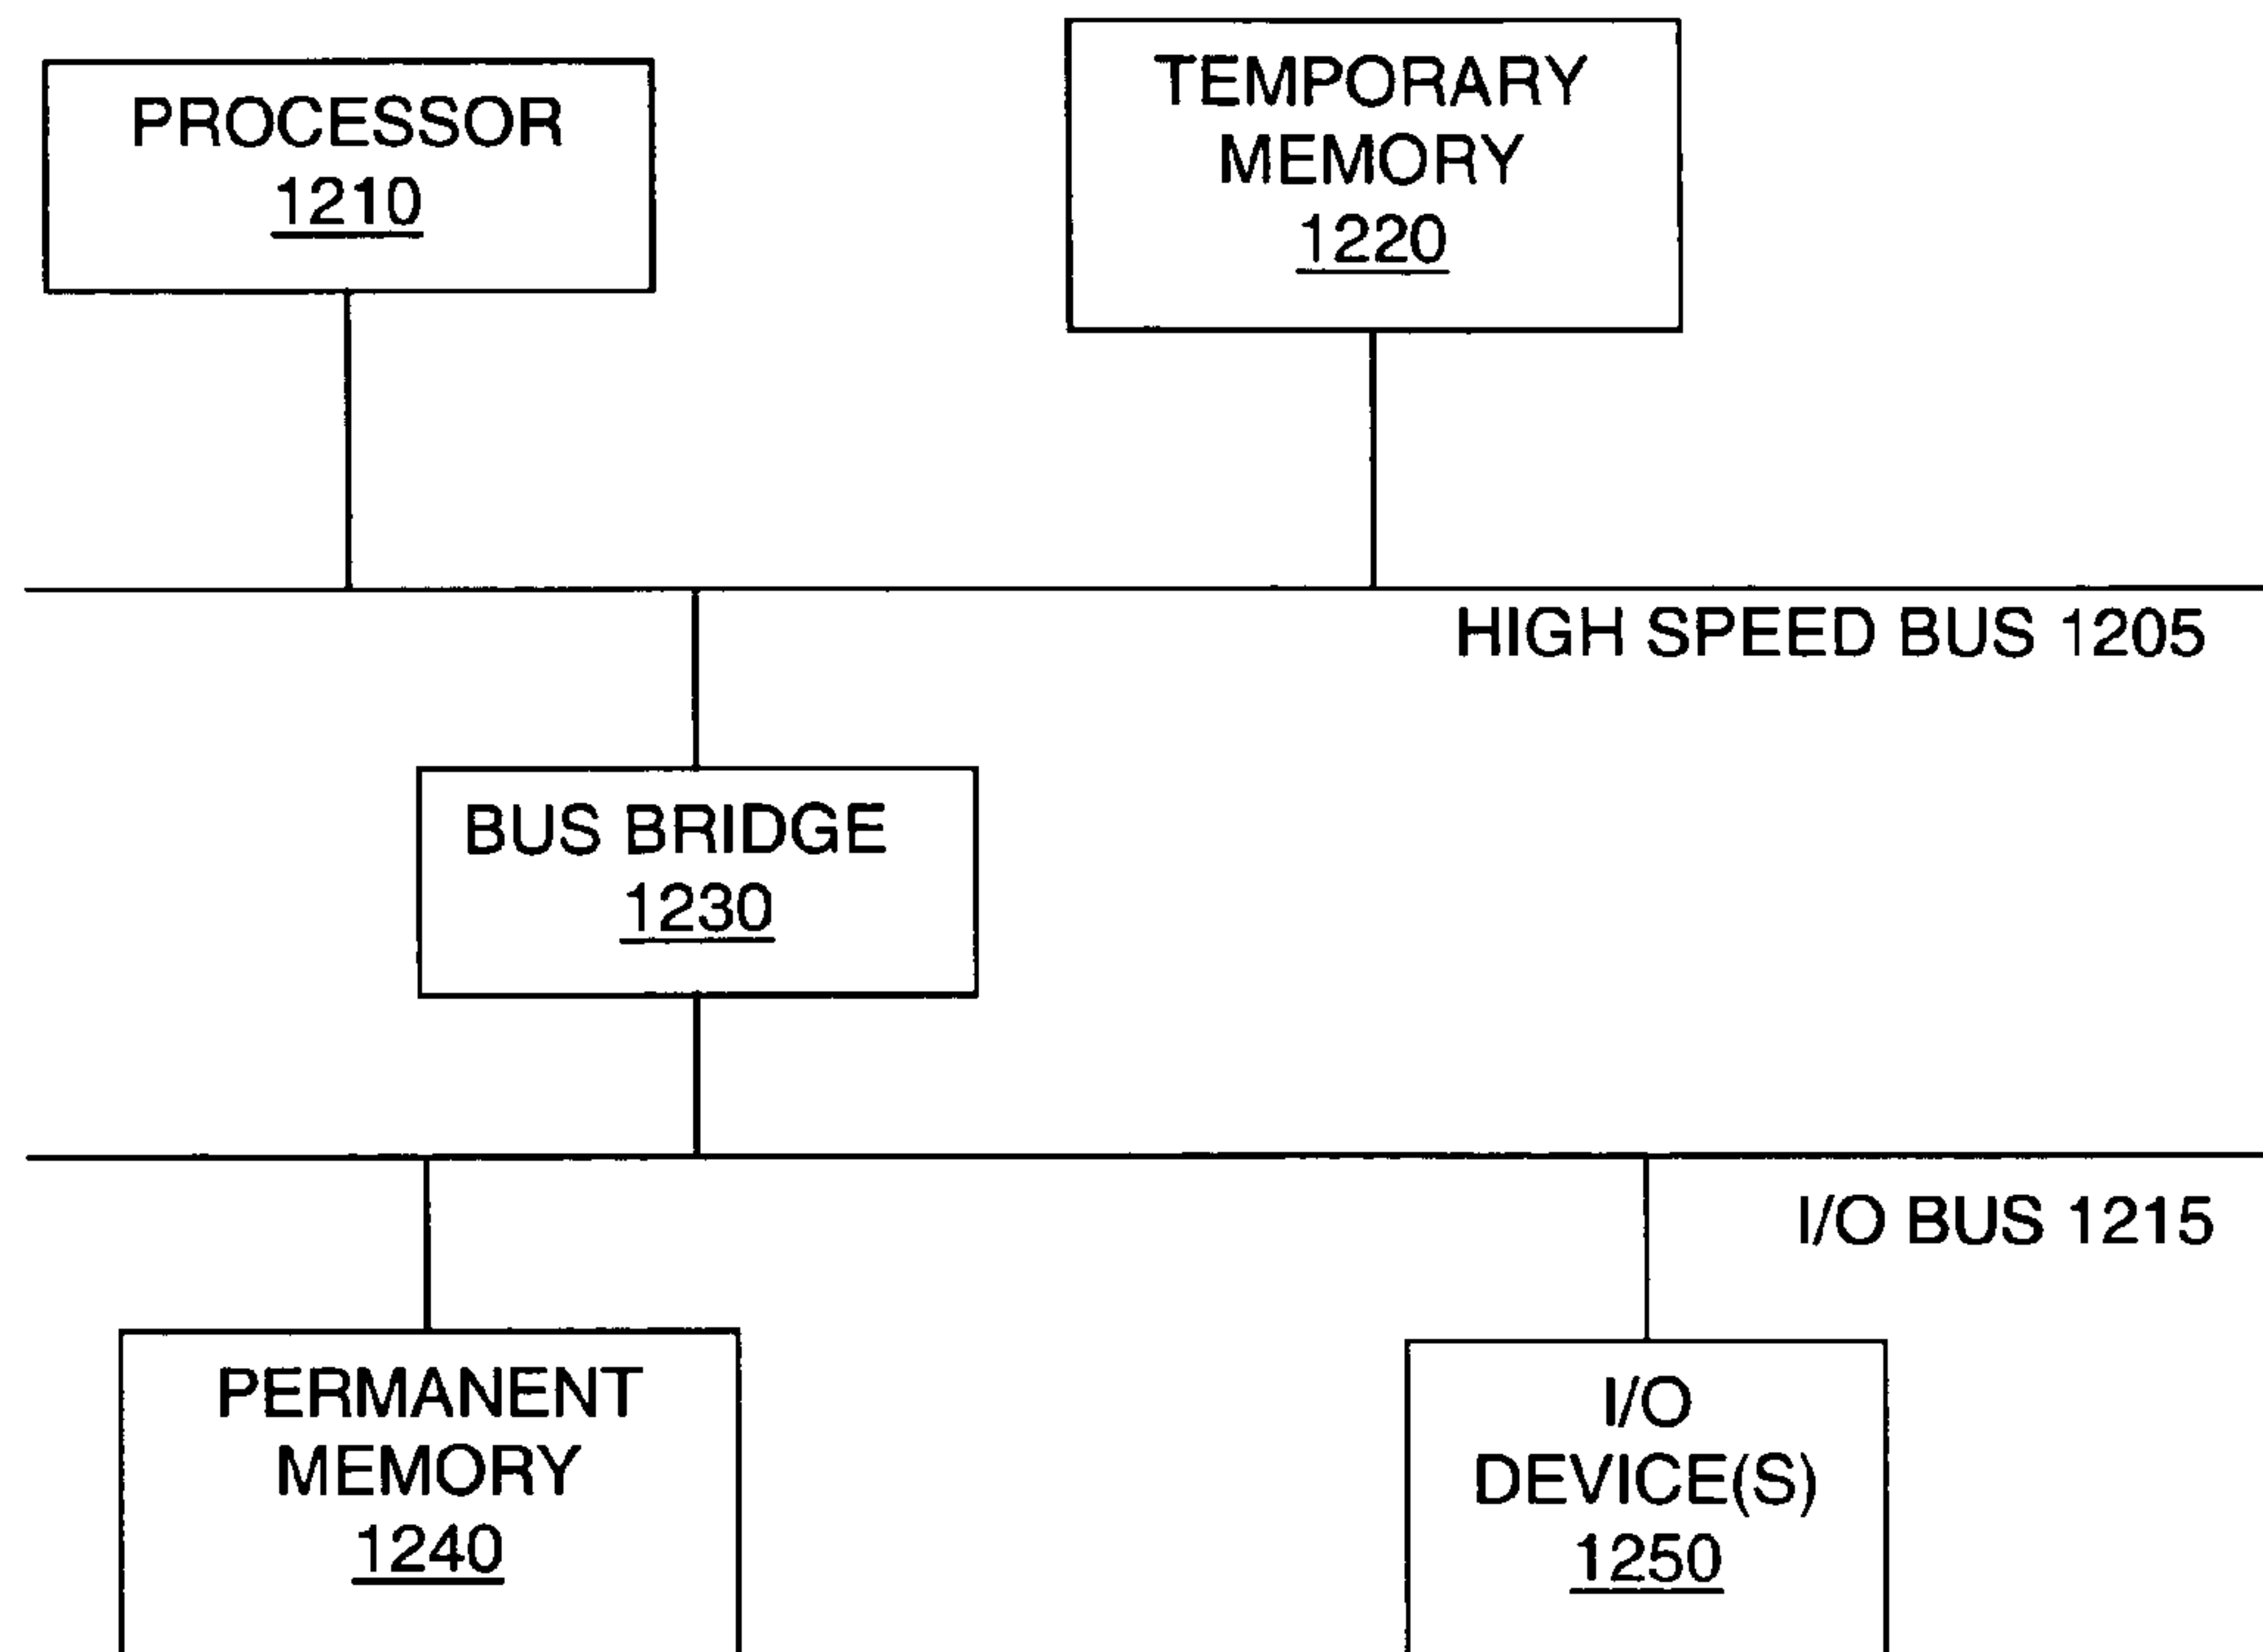 PROCESSOR
1210
TEMPORARY
MEMORY
1220
HIGH SPEED BUS 1205
BUS BRIDGE
1230
I/O BUS 1215
PERMANENT
MEMORY
1240
I/O
DEVICE(S)
1250